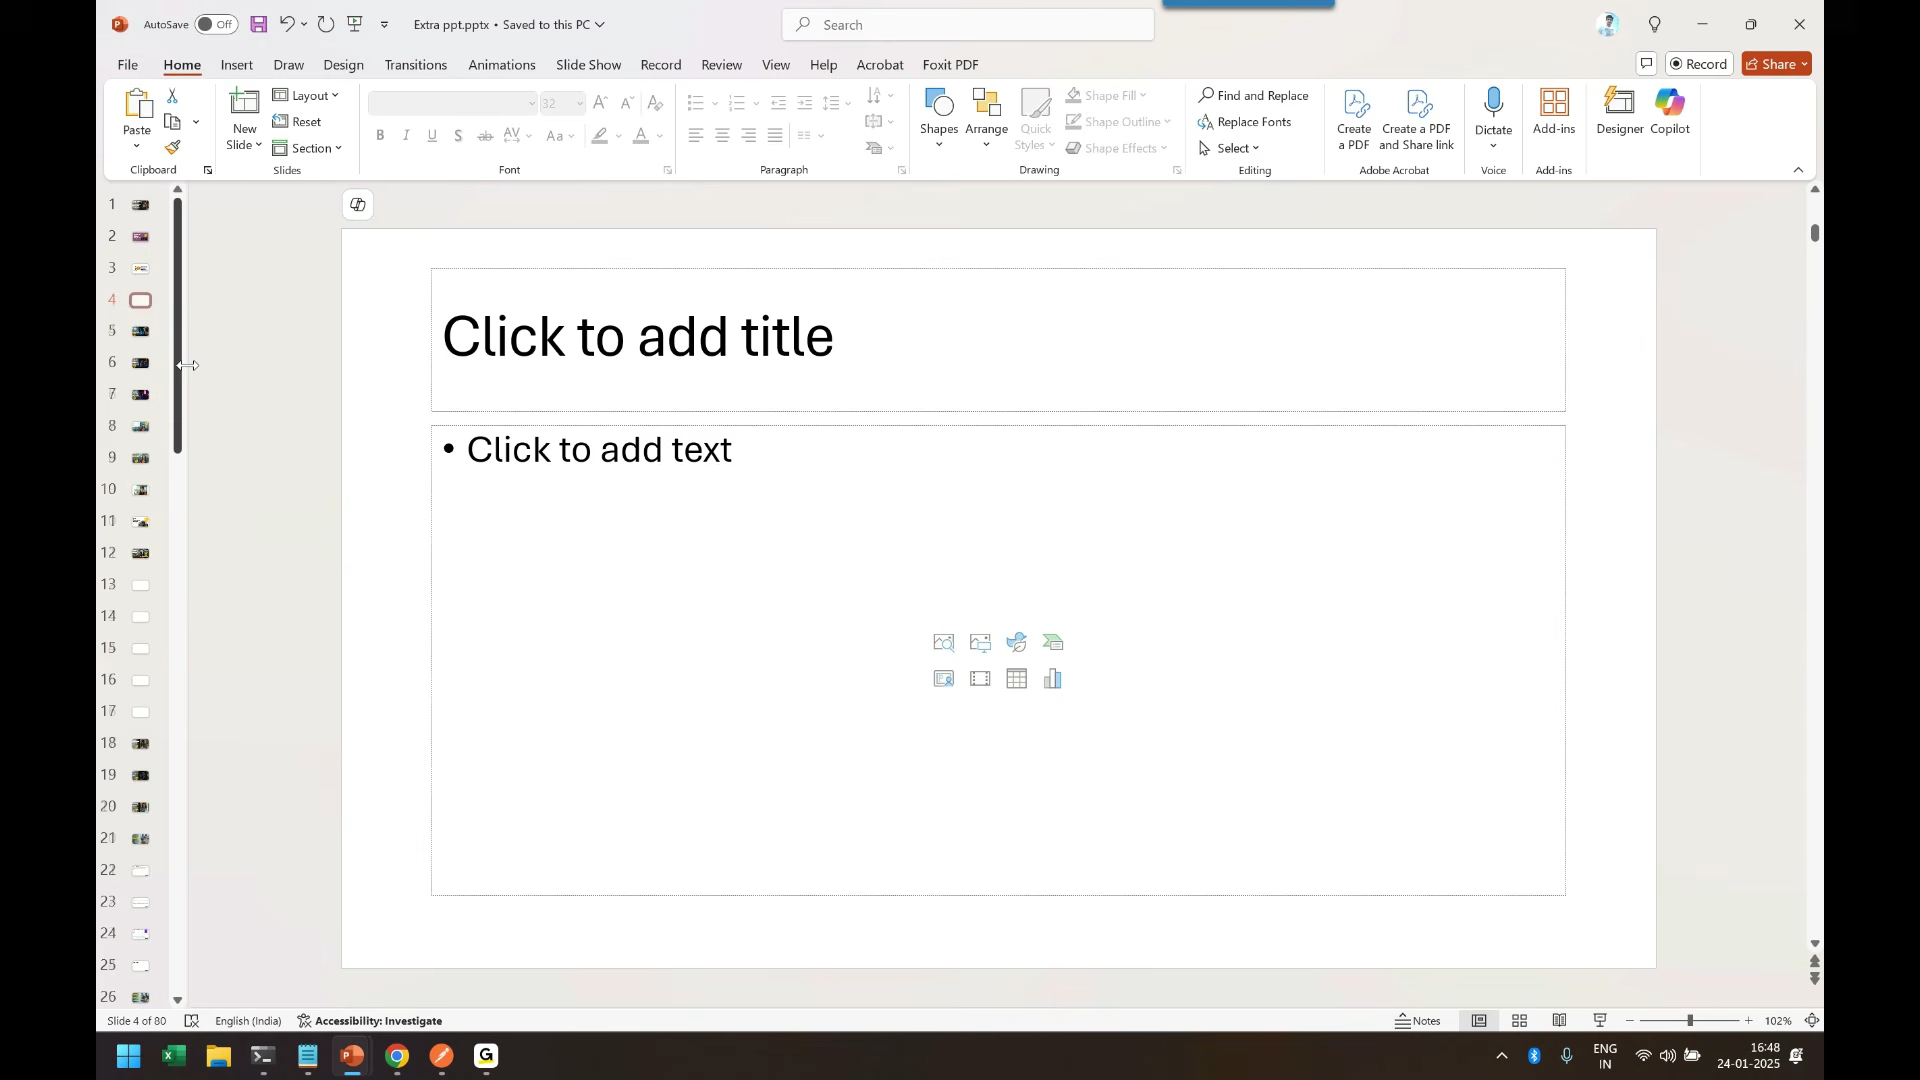 AutoSave Off Extra ppt.pptx • Saved to this PC Search
File Home Insert Draw Design Transitions Animations Slide Show Record Review View Help Acrobat Foxit PDF Record Share
Paste
Clipboard
New Slide
Layout
Reset
Section
Slides
32
B I U S ab AV Aa A
Font
Paragraph
Shapes
Arrange
Quick Styles
Shape Fill
Shape Outline
Shape Effects
Drawing
Find and Replace
Replace Fonts
Select
Editing
Create a PDF
Create a PDF and Share link
Adobe Acrobat
Dictate
Voice
Add-ins
Add-ins
Designer
Copilot
1
2
3
4
5
6
7
8
9
10
11
12
13
14
15
16
17
18
19
20
21
22
23
24
25
26
Click to add title
• Click to add text
Slide 4 of 80 English (India) Accessibility: Investigate Notes 102%
ENG
IN
16:48
24-01-2025